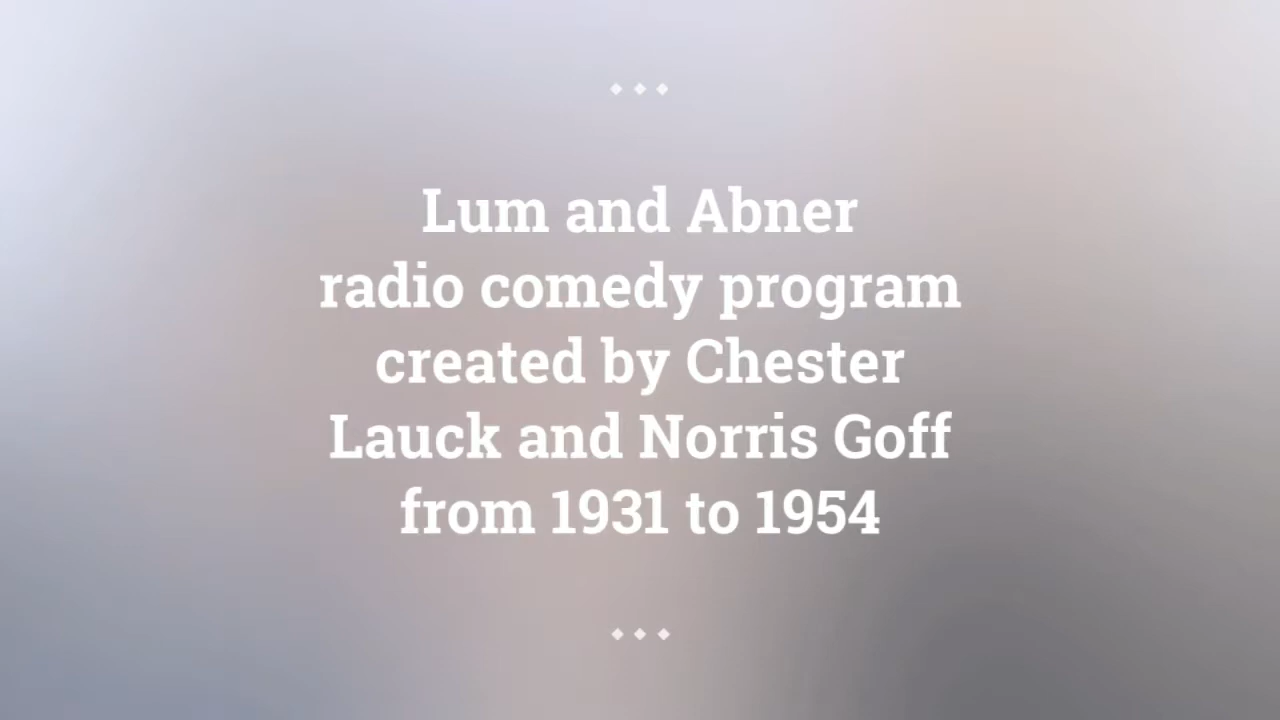 Lum and Abner
radio comedy program
created by Chester
Lauck and Norris Goff
from 1931 to 1954